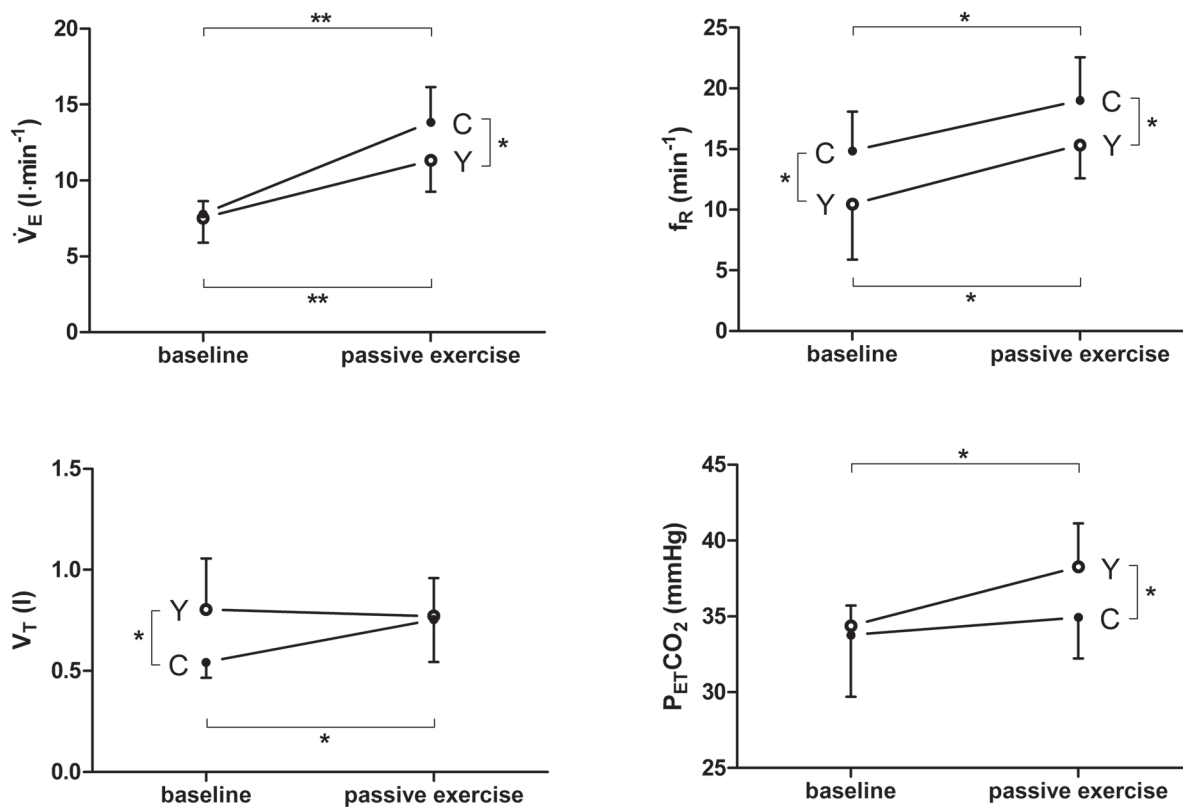 20
15
10
5
0
V̇E (l·min-1)
**
C
Y
*
**
baseline
passive exercise
25
20
15
10
5
0
fR (min-1)
*
C
Y
*
C
Y
*
*
baseline
passive exercise
1.5
1.0
0.5
0.0
VT (l)
Y
C
*
*
baseline
passive exercise
45
40
35
30
25
PETCO2 (mmHg)
*
Y
C
*
baseline
passive exercise